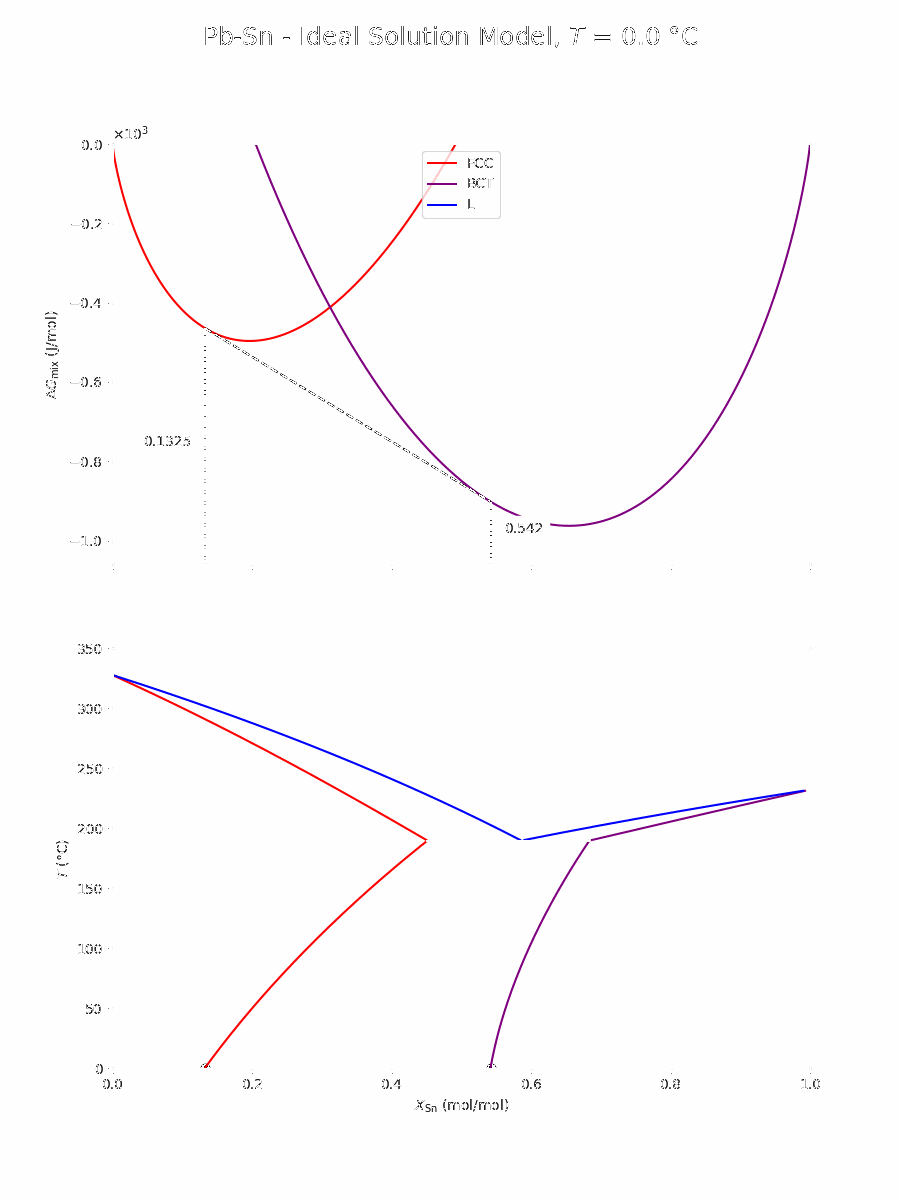 Pb-Sn - Ideal Solution Model, T = 0.0 °C
×10³
0.0
−0.2
−0.4
−0.6
−0.8
−1.0
ΔG_mix (J/mol)
FCC
BCT
L
0.1325
0.542
350
300
250
200
150
100
50
0
T (°C)
0.0 0.2 0.4 0.6 0.8 1.0
X_Sn (mol/mol)